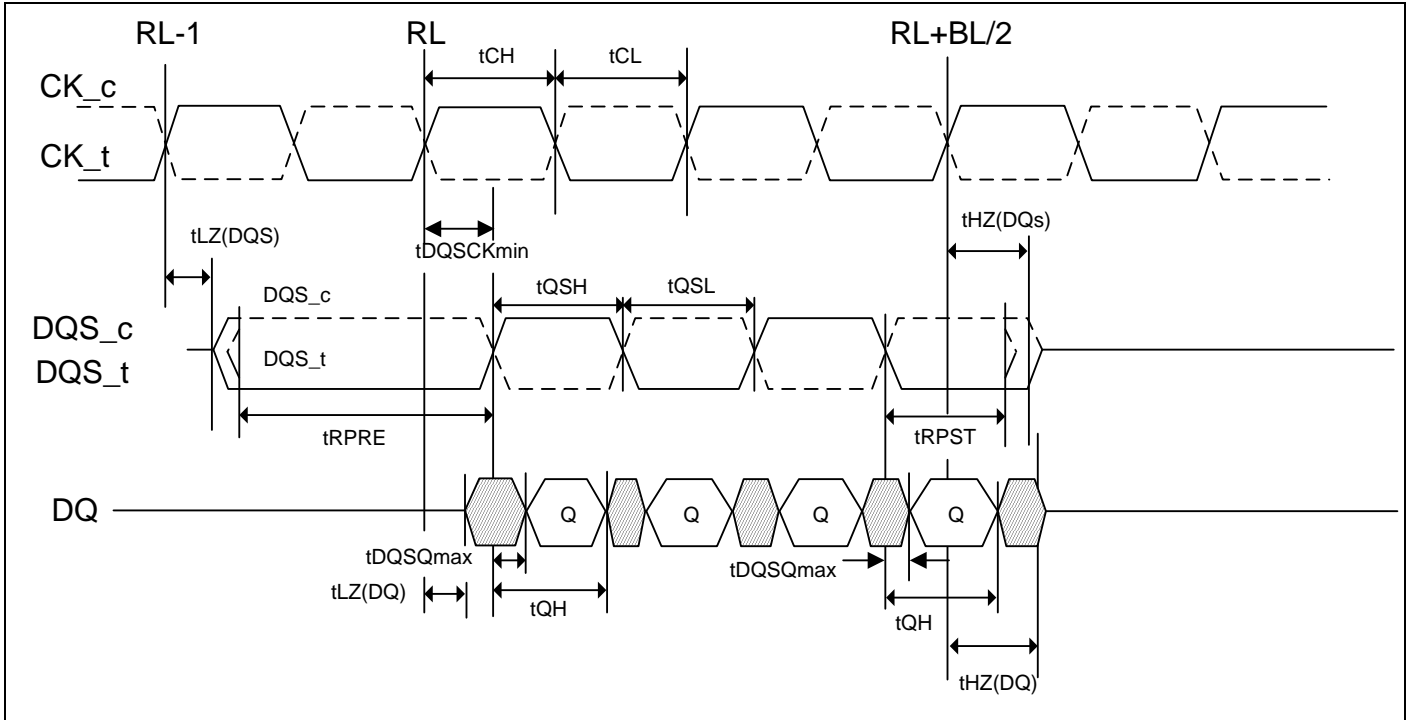 RL-1
RL
RL+BL/2
tCH
tCL
CK_c
CK_t
tLZ(DQS)
tDQSCKmin
tHZ(DQs)
DQS_c
tQSH
tQSL
DQS_c
DQS_t
DQS_t
tRPRE
tRPST
DQ
Q
Q
Q
Q
tDQSQmax
tDQSQmax
tLZ(DQ)
tQH
tQH
tHZ(DQ)